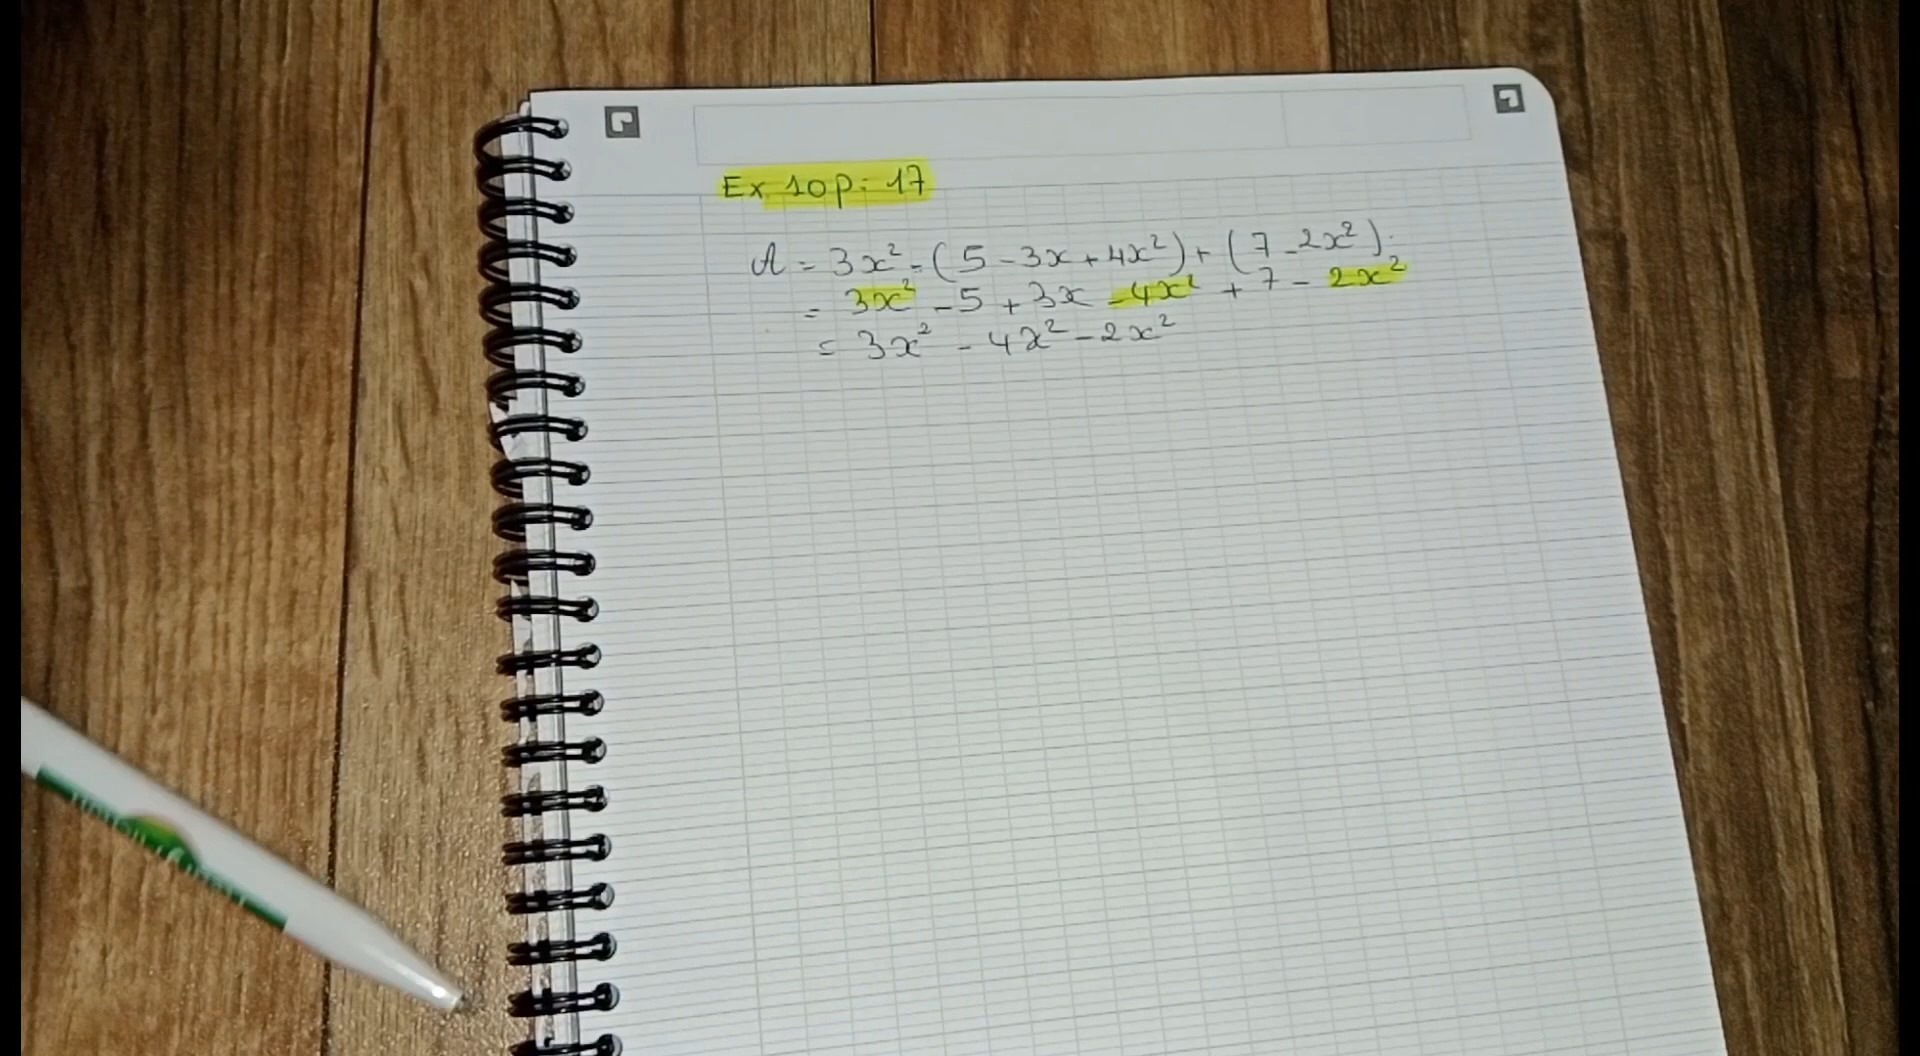 Ex 10p: 17
A = 3x² - (5 - 3x + 4x²) + (7 - 2x²).
= 3x² - 5 + 3x - 4x² + 7 - 2x²
= 3x² - 4x² - 2x²